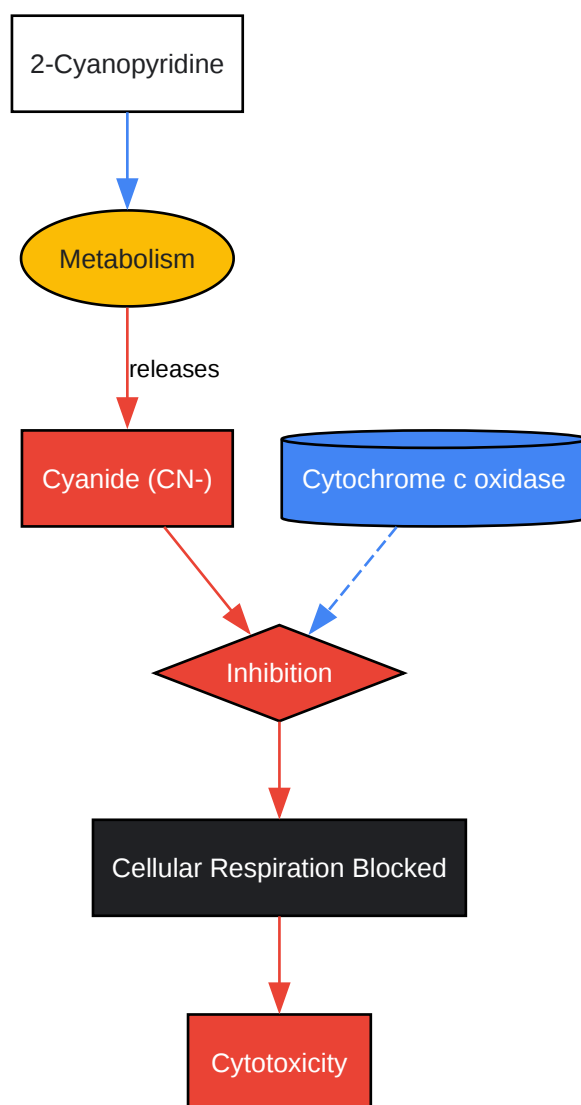 2-Cyanopyridine
Metabolism
releases
Cyanide (CN-)
Cytochrome c oxidase
Inhibition
Cellular Respiration Blocked
Cytotoxicity